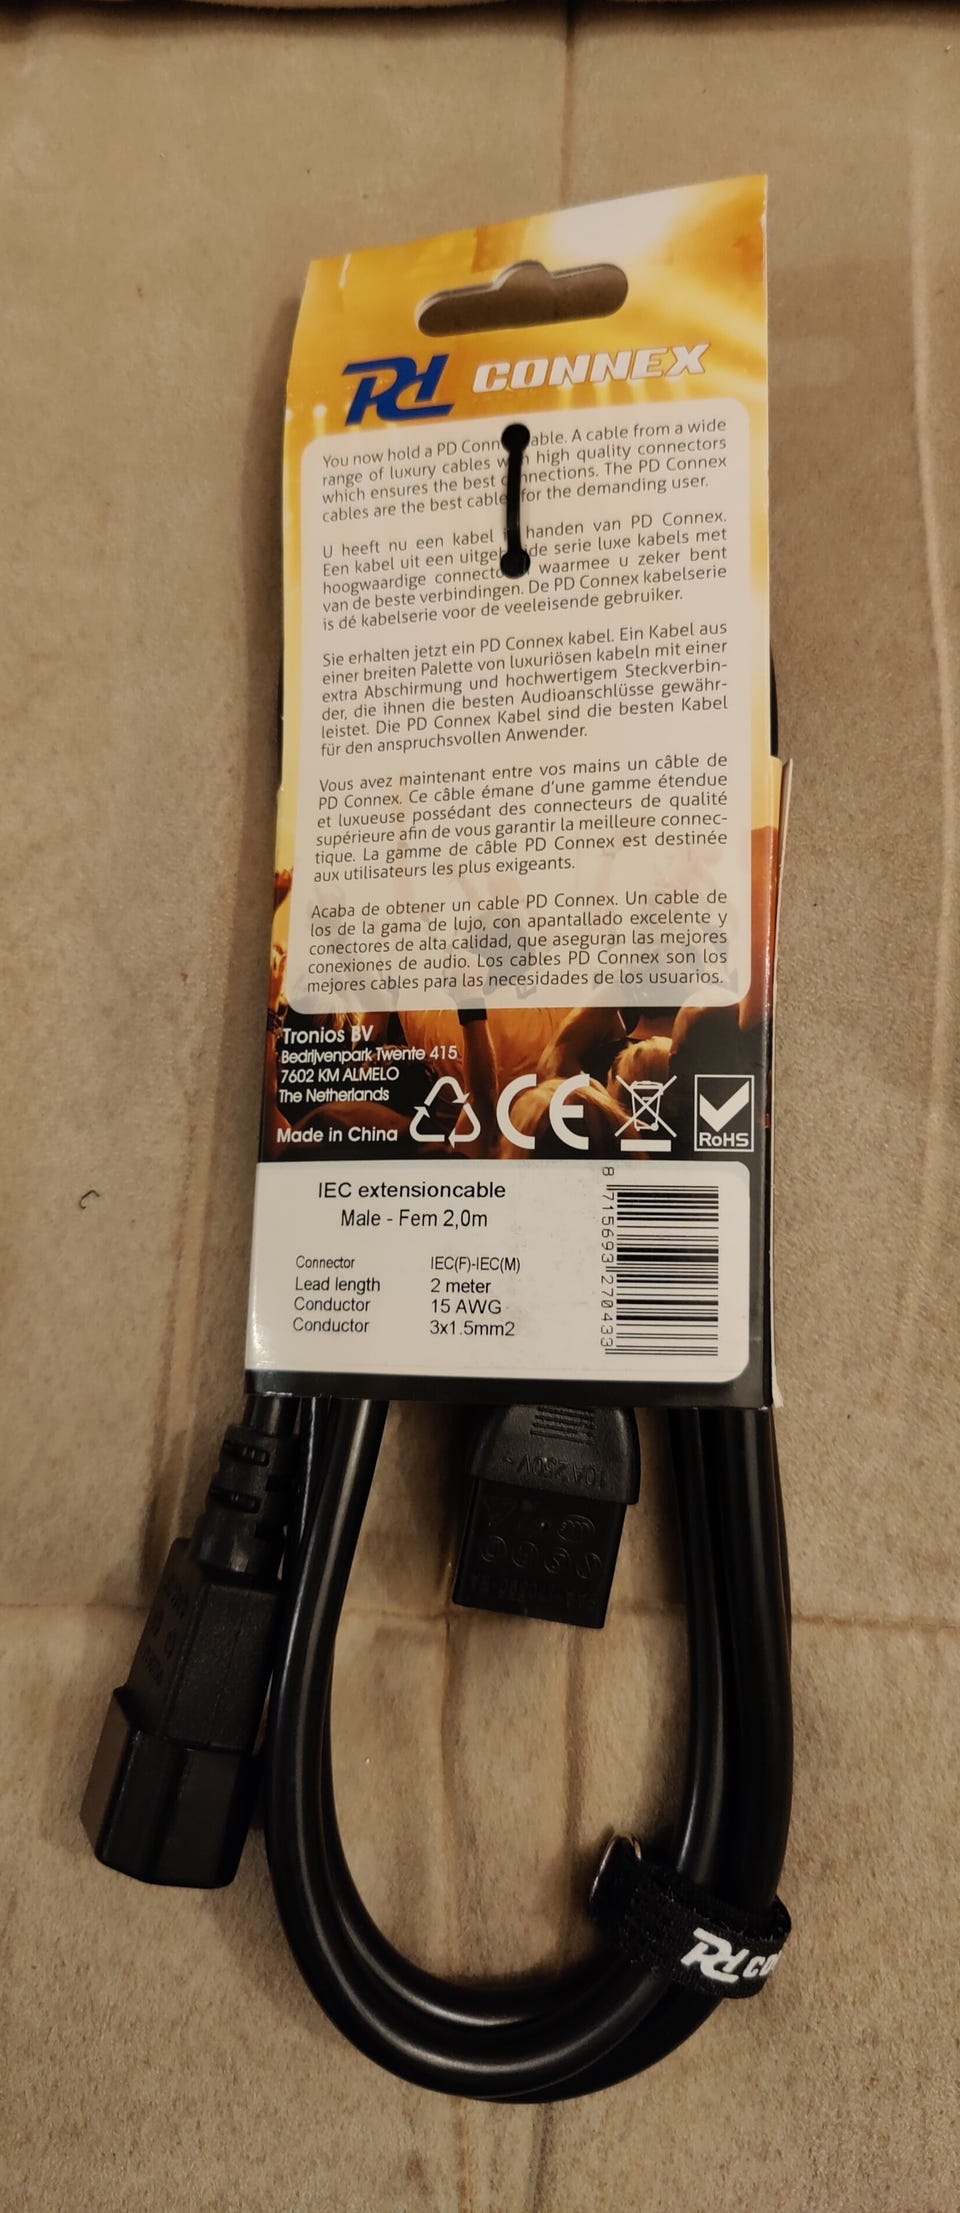 PD CONNEX
You now hold a PD Conn able. A cable from a wide
range of luxury cables w h high quality connectors
which ensures the best c nnections. The PD Connex
cables are the best cable for the demanding user.
U heeft nu een kabel handen van PD Connex.
Een kabel uit een uitgeb ide serie luxe kabels met
hoogwaardige connecto waarmee u zeker bent
van de beste verbindingen. De PD Connex kabelserie
is dé kabelserie voor de veeleisende gebruiker.
Sie erhalten jetzt ein PD Connex kabel. Ein Kabel aus
einer breiten Palette von luxuriösen kabeln mit einer
extra Abschirmung und hochwertigem Steckverbin-
der, die ihnen die besten Audioanschlüsse gewähr-
leistet. Die PD Connex Kabel sind die besten Kabel
für den anspruchsvollen Anwender.
Vous avez maintenant entre vos mains un câble de
PD Connex. Ce câble émane d'une gamme étendue
et luxueuse possédant des connecteurs de qualité
supérieure afin de vous garantir la meilleure connec-
tique. La gamme de câble PD Connex est destinée
aux utilisateurs les plus exigeants.
Acaba de obtener un cable PD Connex. Un cable de
los de la gama de lujo, con apantallado excelente y
conectores de alta calidad, que aseguran las mejores
conexiones de audio. Los cables PD Connex son los
mejores cables para las necesidades de los usuarios.
Tronios BV
Bedrijvenpark Twente 415
7602 KM ALMELO
The Netherlands
Made in China
CE
RoHS
IEC extensioncable
Male - Fem 2,0m
Connector IEC(F)-IEC(M)
Lead length 2 meter
Conductor 15 AWG
Conductor 3x1.5mm2
8 715693 270433
10A 250V~
PD CO